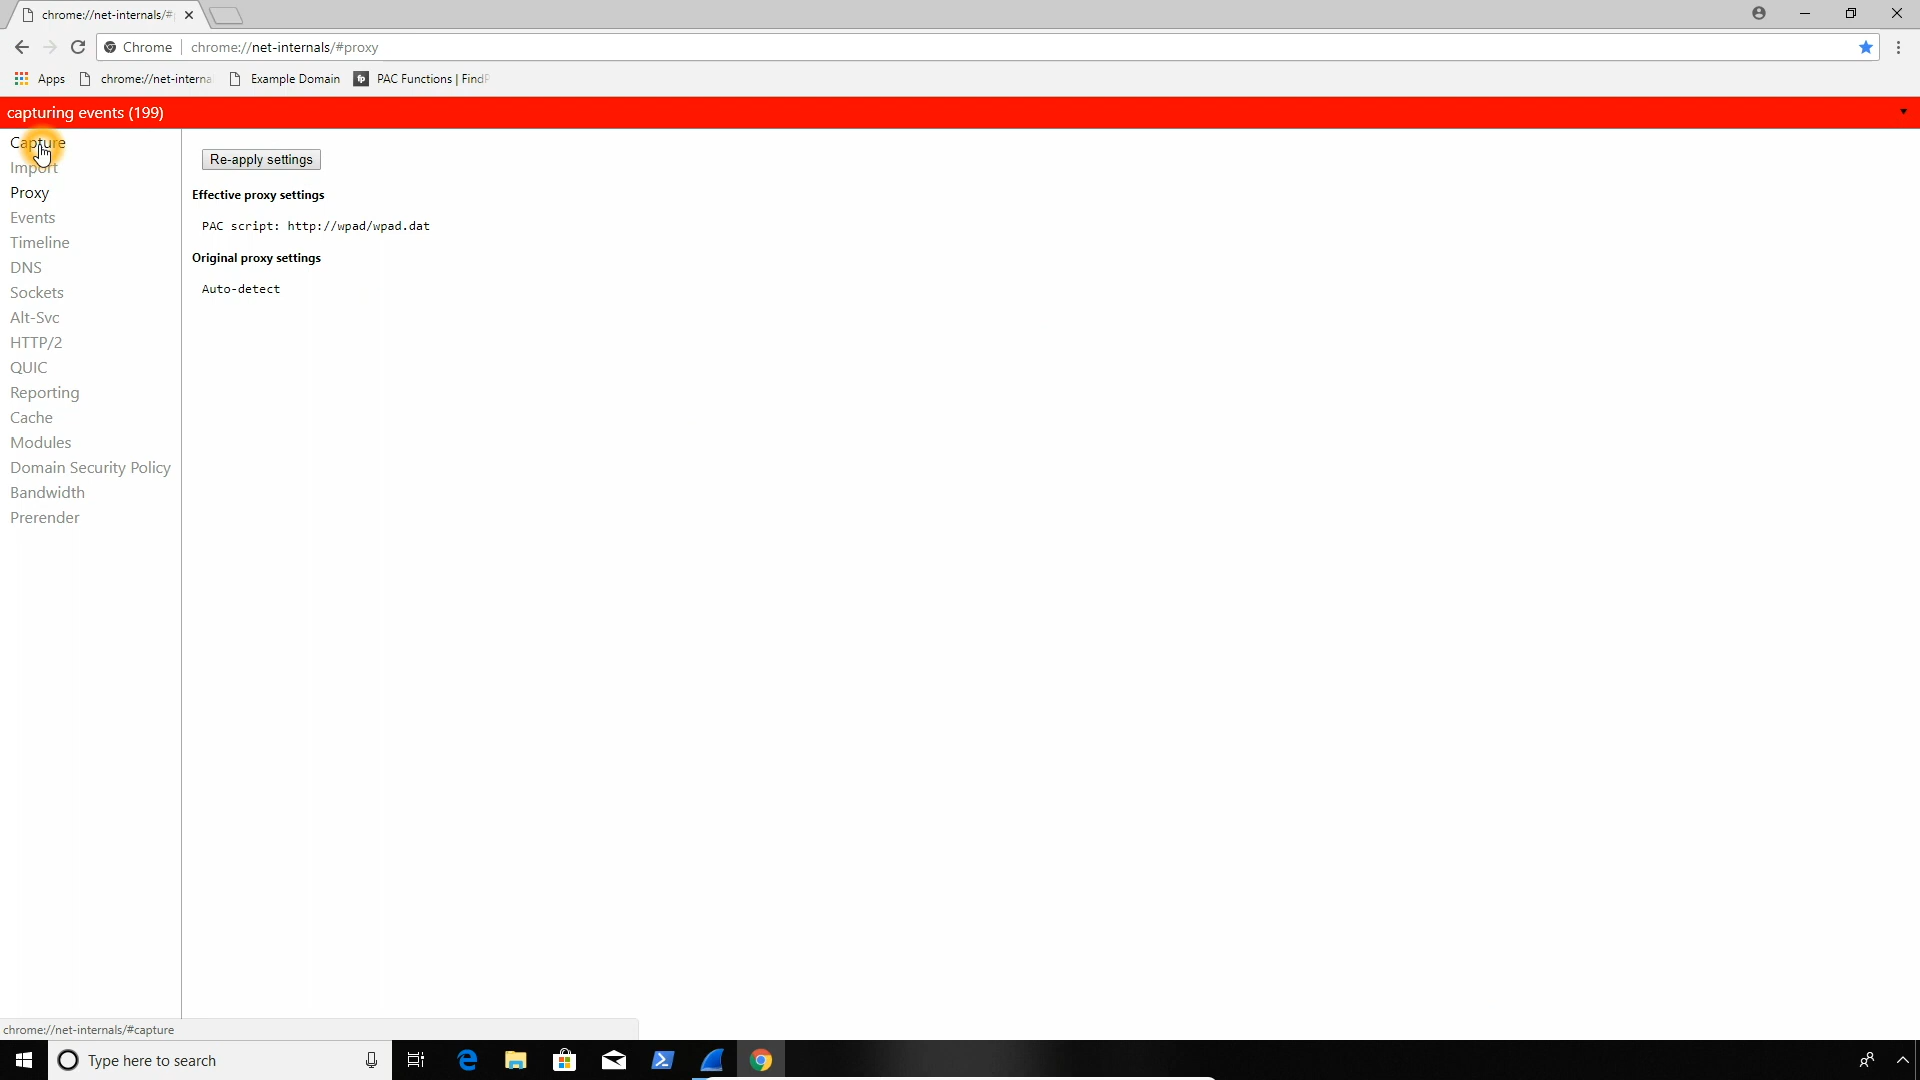 chrome://net-internals/#
Chrome chrome://net-internals/#proxy
Apps chrome://net-interna Example Domain fp PAC Functions | Find
capturing events (199)
Capture
Import
Proxy
Events
Timeline
DNS
Sockets
Alt-Svc
HTTP/2
QUIC
Reporting
Cache
Modules
Domain Security Policy
Bandwidth
Prerender
Re-apply settings
Effective proxy settings
PAC script: http://wpad/wpad.dat
Original proxy settings
Auto-detect
chrome://net-internals/#capture
Type here to search